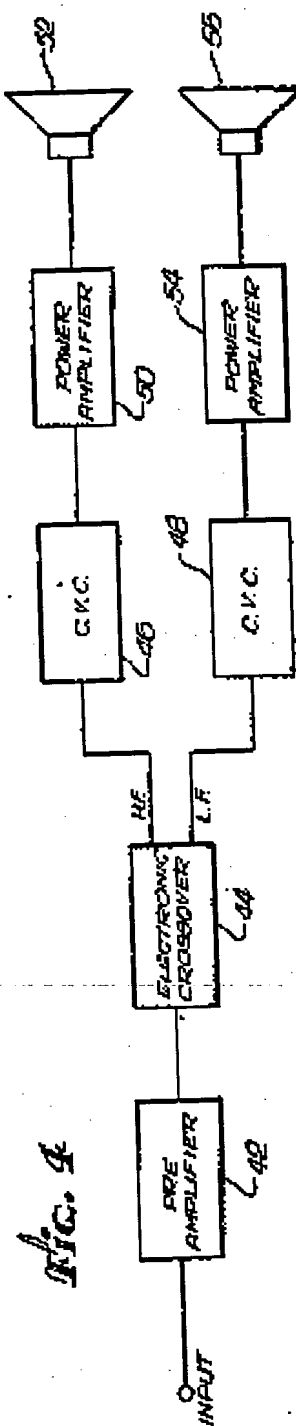 FIG. 4
INPUT
PRE
AMPLIFIER
42
ELECTRONIC
CROSSOVER
44
H.F.
L.F.
C.V.C.
46
C.V.C.
48
POWER
AMPLIFIER
50
POWER
AMPLIFIER
54
52
56